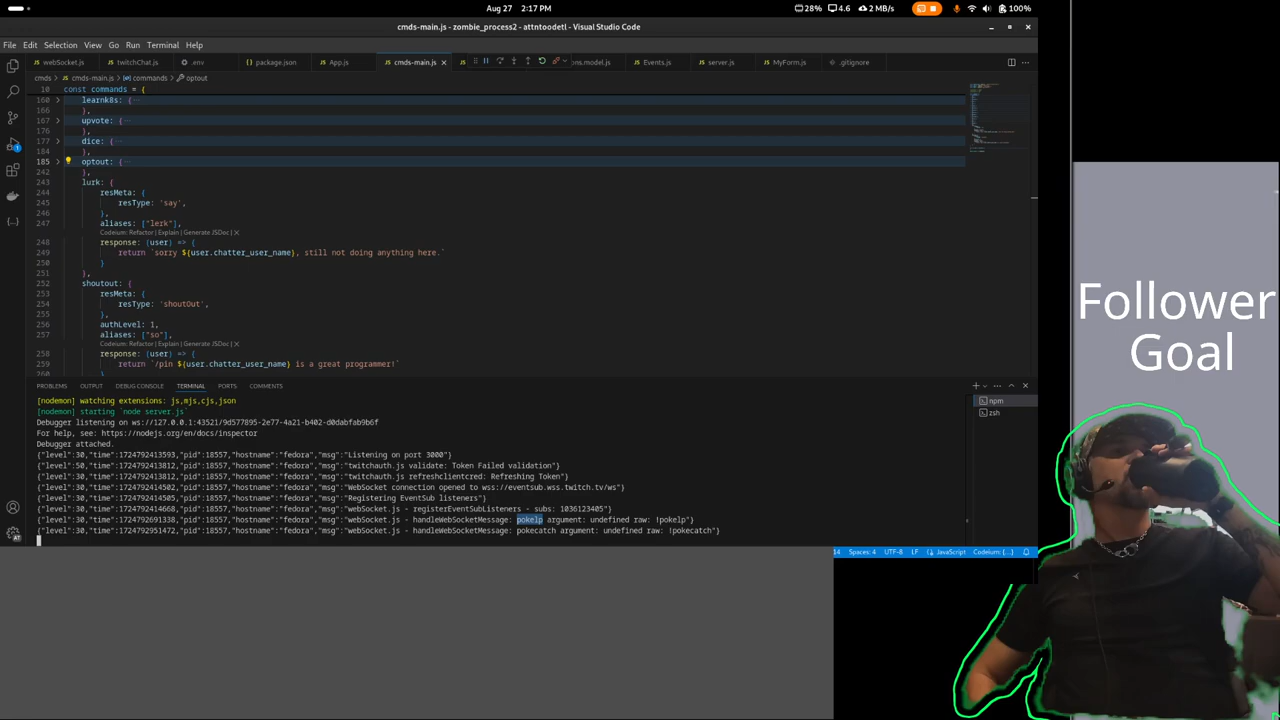 Aug 27 2:17 PM
28%
4.6
2 MB/s
100%
cmds-main.js - zombie_process2 - attntoodetl - Visual Studio Code
File Edit Selection View Go Run Terminal Help
webSocket.js
twitchChat.js
.env
package.json
App.js
cmds-main.js
ns.model.js
Events.js
server.js
MyForm.js
.gitignore
cmds > cmds-main.js > commands > optout
10 const commands = {
160 learnk8s: {
166 },
167 upvote: {
176 },
177 dice: {
184 },
185 optout: {
242 },
243 lurk: {
244 resMeta: {
245 resType: 'say',
246 },
247 aliases: ["lerk"],
Codeium: Refactor | Explain | Generate JSDoc | X
248 response: (user) => {
249 return `sorry ${user.chatter_user_name}, still not doing anything here.`
250 }
251 },
252 shoutout: {
253 resMeta: {
254 resType: 'shoutOut',
255 },
256 authLevel: 1,
257 aliases: ["so"],
Codeium: Refactor | Explain | Generate JSDoc | X
258 response: (user) => {
259 return `/pin ${user.chatter_user_name} is a great programmer!`
260 }
PROBLEMS OUTPUT DEBUG CONSOLE TERMINAL PORTS COMMENTS
[nodemon] watching extensions: js,mjs,cjs,json
[nodemon] starting `node server.js`
Debugger listening on ws://127.0.0.1:43521/9d577895-2e77-4a21-b402-d0dabfab9b6f
For help, see: https://nodejs.org/en/docs/inspector
Debugger attached.
{"level":30,"time":1724792413593,"pid":18557,"hostname":"fedora","msg":"Listening on port 3000"}
{"level":50,"time":1724792413812,"pid":18557,"hostname":"fedora","msg":"twitchauth.js validate: Token Failed validation"}
{"level":30,"time":1724792413812,"pid":18557,"hostname":"fedora","msg":"twitchauth.js refreshclientcred: Refreshing Token"}
{"level":30,"time":1724792414502,"pid":18557,"hostname":"fedora","msg":"WebSocket connection opened to wss://eventsub.wss.twitch.tv/ws"}
{"level":30,"time":1724792414505,"pid":18557,"hostname":"fedora","msg":"Registering EventSub listeners"}
{"level":30,"time":1724792414668,"pid":18557,"hostname":"fedora","msg":"webSocket.js - registerEventSubListeners - subs: 1036123405"}
{"level":30,"time":1724792691338,"pid":18557,"hostname":"fedora","msg":"webSocket.js - handleWebSocketMessage: pokelp argument: undefined raw: !pokelp"}
{"level":30,"time":1724792951472,"pid":18557,"hostname":"fedora","msg":"webSocket.js - handleWebSocketMessage: pokecatch argument: undefined raw: !pokecatch"}
npm
zsh
14 Spaces: 4 UTF-8 LF JavaScript Codeium: {...}
Follower
Goal